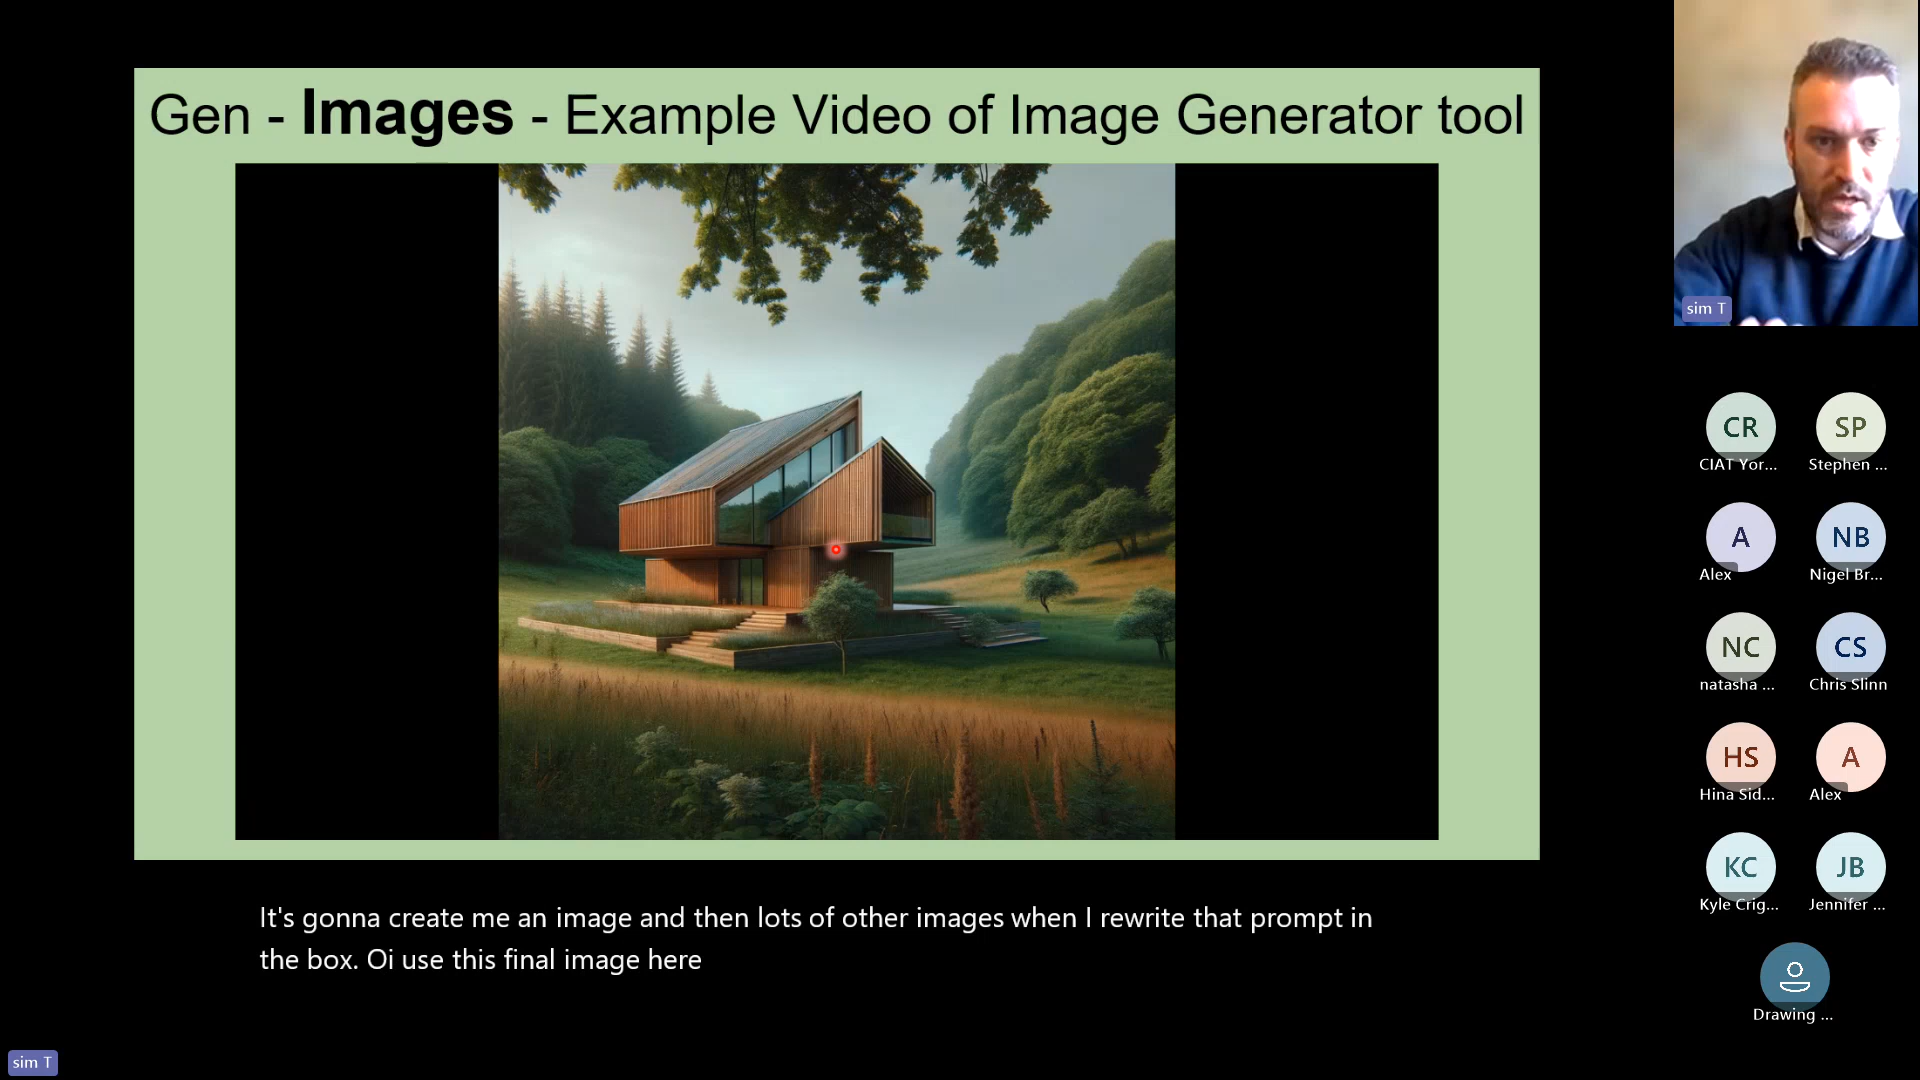 Gen - Images - Example Video of Image Generator tool
sim T
CR
CIAT Yor...
SP
Stephen ...
A
Alex
NB
Nigel Br...
NC
natasha ...
CS
Chris Slinn
HS
Hina Sid...
A
Alex
KC
Kyle Crig...
JB
Jennifer ...
Drawing ...
It's gonna create me an image and then lots of other images when I rewrite that prompt in
the box. Oi use this final image here
sim T